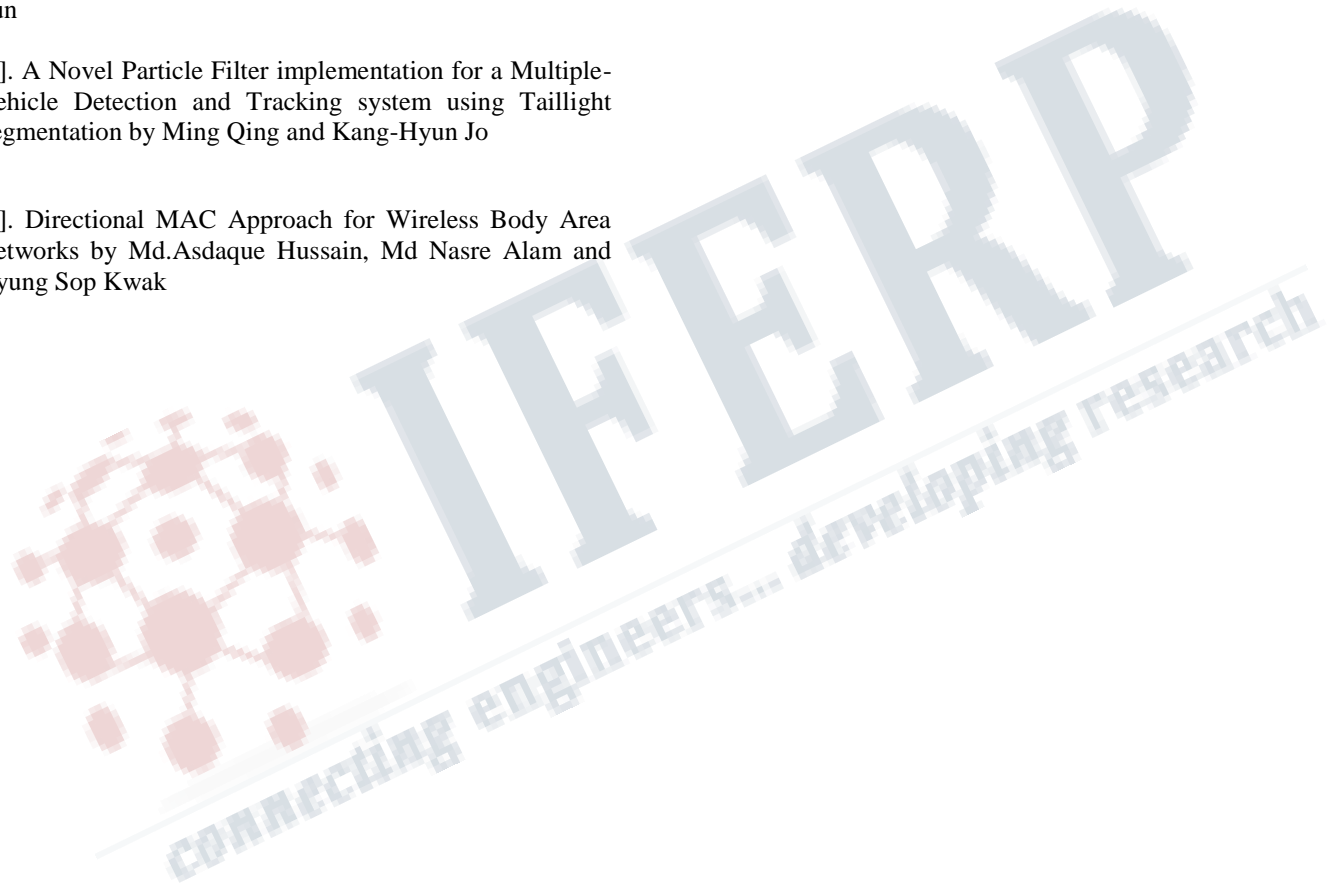 un
]. A Novel Particle Filter implementation for a Multiple-
ehicle Detection and Tracking system using Taillight
egmentation by Ming Qing and Kang-Hyun Jo
]. Directional MAC Approach for Wireless Body Area
etworks by Md.Asdaque Hussain, Md Nasre Alam and
yung Sop Kwak
IFERP
connecting engineers... developing research